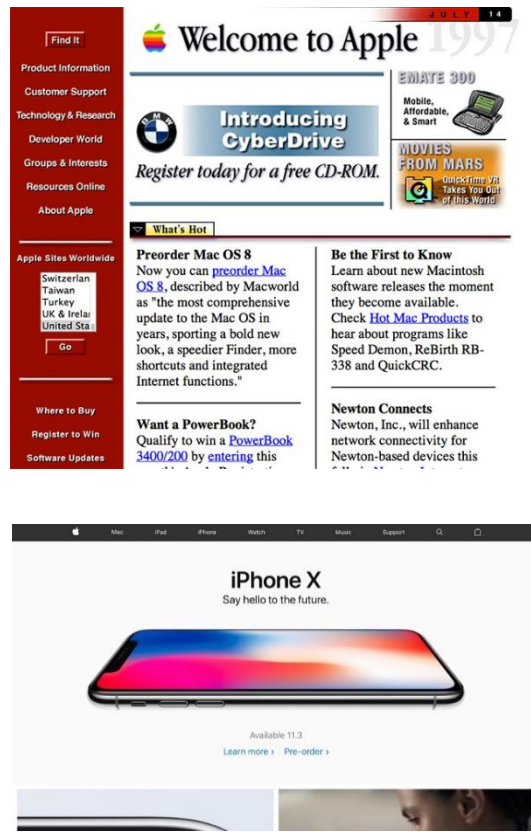 JULY 14
1997
Find It
Welcome to Apple
Product Information
Customer Support
Technology & Research
Developer World
Groups & Interests
Resources Online
About Apple
BMW
Introducing
CyberDrive
Register today for a free CD-ROM.
EMATE 300
Mobile,
Affordable,
& Smart
MOVIES
FROM MARS
QuickTime VR
Takes You Out
of this World
What's Hot
Apple Sites Worldwide
Switzerlan
Taiwan
Turkey
UK & Irelar
United Sta
Go
Where to Buy
Register to Win
Software Updates
Preorder Mac OS 8
Now you can preorder Mac
OS 8, described by Macworld
as "the most comprehensive
update to the Mac OS in
years, sporting a bold new
look, a speedier Finder, more
shortcuts and integrated
Internet functions."
Want a PowerBook?
Qualify to win a PowerBook
3400/200 by entering this
Be the First to Know
Learn about new Macintosh
software releases the moment
they become available.
Check Hot Mac Products to
hear about programs like
Speed Demon, ReBirth RB-
338 and QuickCRC.
Newton Connects
Newton, Inc., will enhance
network connectivity for
Newton-based devices this
Mac iPad iPhone Watch TV Music Support
iPhone X
Say hello to the future.
Available 11.3
Learn more › Pre-order ›